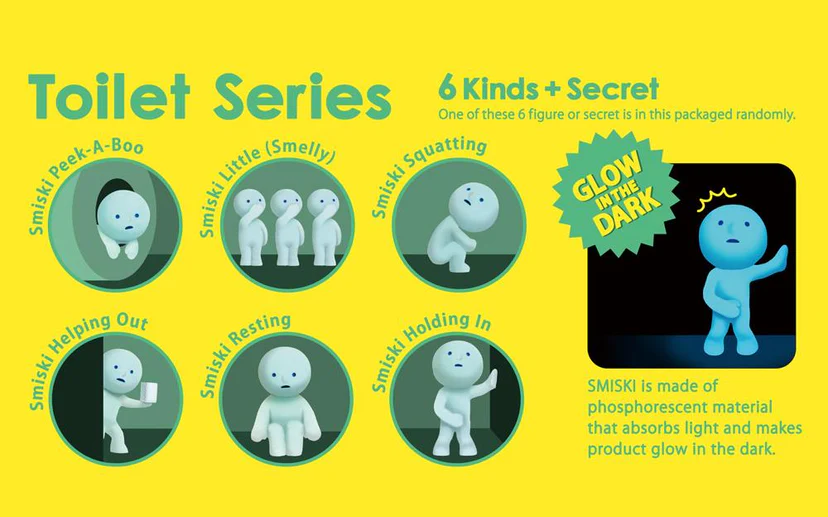 Toilet Series
6 Kinds + Secret
One of these 6 figure or secret is in this packaged randomly.
Smiski Peek-A-Boo
Smiski Little (Smelly)
Smiski Squatting
GLOW
IN THE
DARK
Smiski Helping Out
Smiski Resting
Smiski Holding In
SMISKI is made of
phosphorescent material
that absorbs light and makes
product glow in the dark.